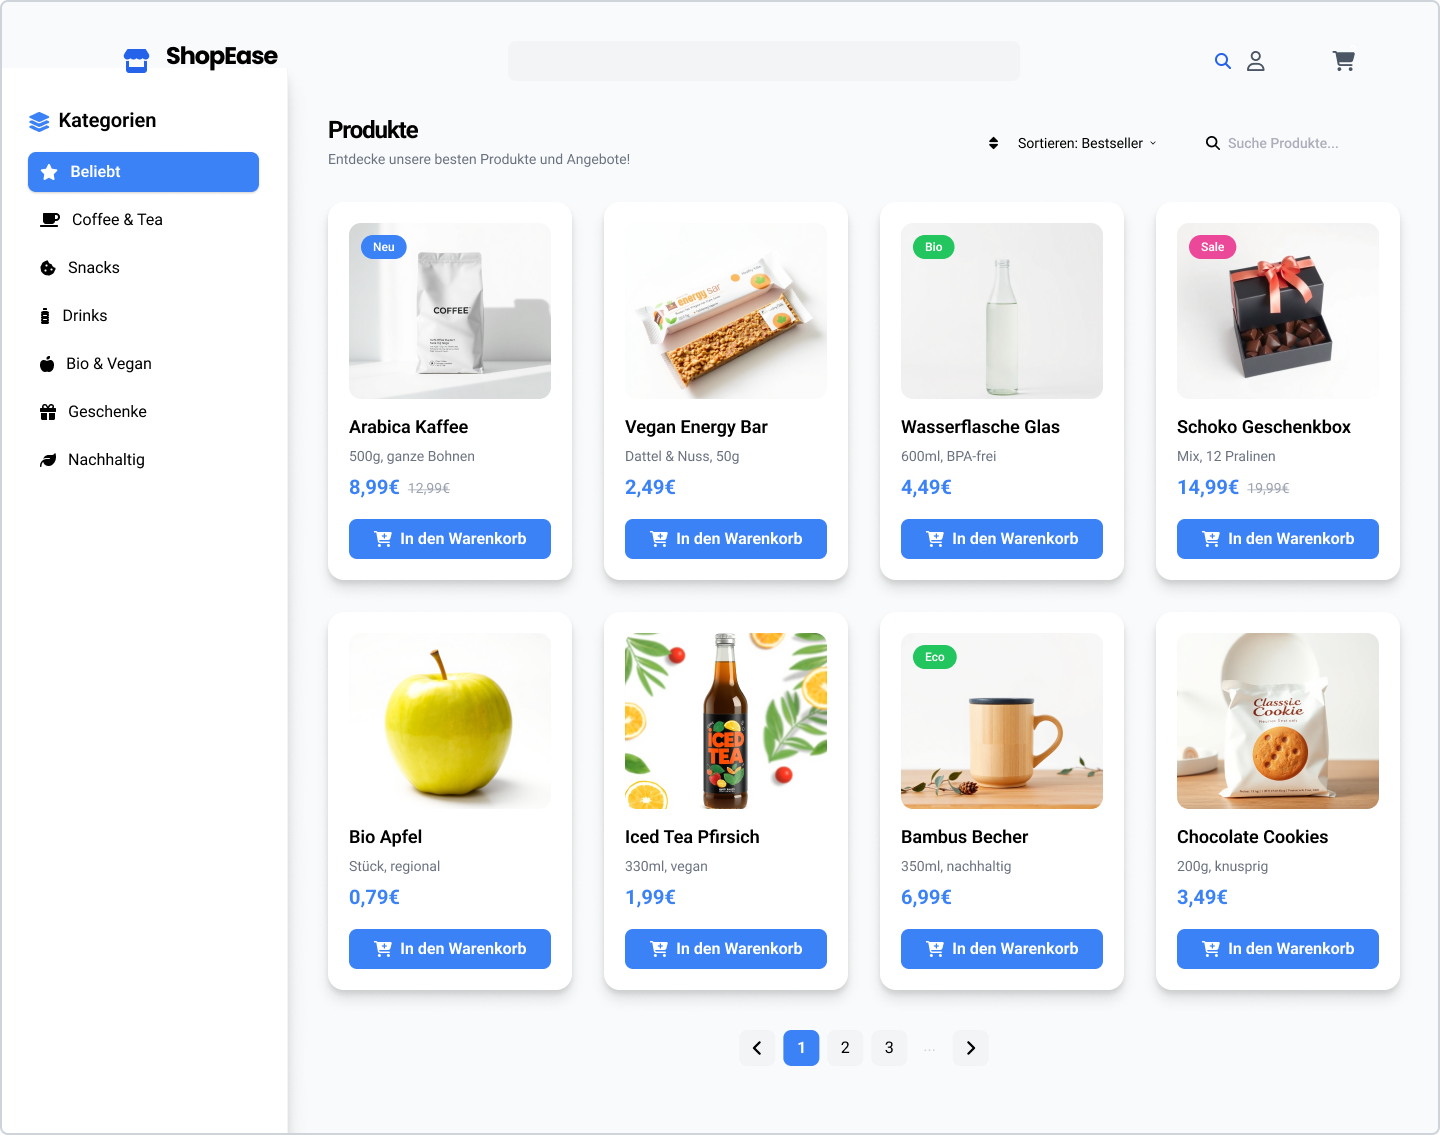 ShopEase
Kategorien
Beliebt
Coffee & Tea
Snacks
Drinks
Bio & Vegan
Geschenke
Nachhaltig
Produkte
Entdecke unsere besten Produkte und Angebote!
Sortieren: Bestseller
Suche Produkte...
Neu
COFFEE
Arabica Kaffee
500g, ganze Bohnen
8,99€ 12,99€
In den Warenkorb
energy bar
Vegan Energy Bar
Dattel & Nuss, 50g
2,49€
In den Warenkorb
Bio
Wasserflasche Glas
600ml, BPA-frei
4,49€
In den Warenkorb
Sale
Schoko Geschenkbox
Mix, 12 Pralinen
14,99€ 19,99€
In den Warenkorb
Bio Apfel
Stück, regional
0,79€
In den Warenkorb
ICED
TEA
Iced Tea Pfirsich
330ml, vegan
1,99€
In den Warenkorb
Eco
Bambus Becher
350ml, nachhaltig
6,99€
In den Warenkorb
Classsic
Cookie
Chocolate Cookies
200g, knusprig
3,49€
In den Warenkorb
1 2 3 ...